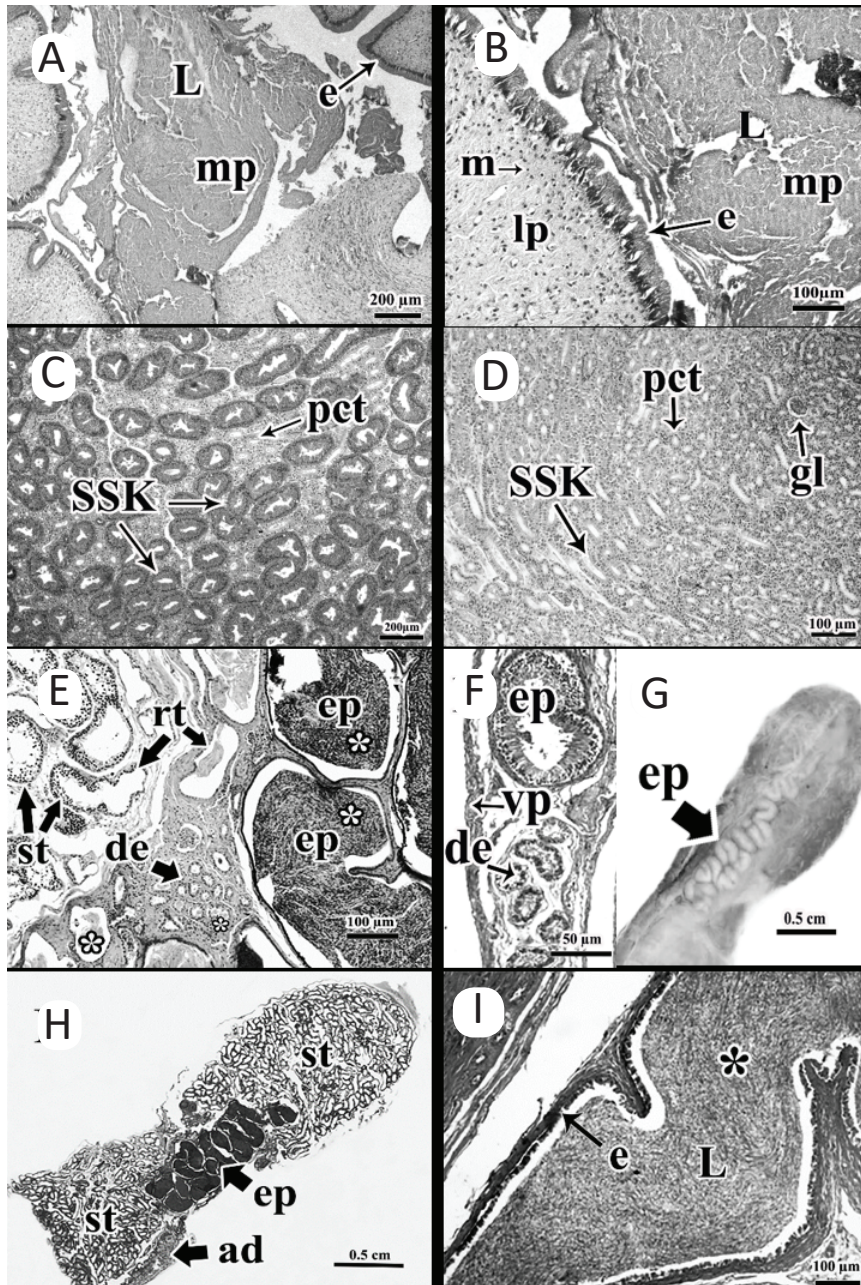 A
L
e
mp
200 µm
B
L
m→
mp
lp
e
100µm
C
pct
SSK
200µm
D
pct
gl
SSK
100 µm
E
rt
ep
*
*
st
ep
de
*
*
100 µm
F
ep
vp
de
50 µm
G
ep
0.5 cm
H
st
ep
st
ad
0.5 cm
I
*
e
L
100 µm